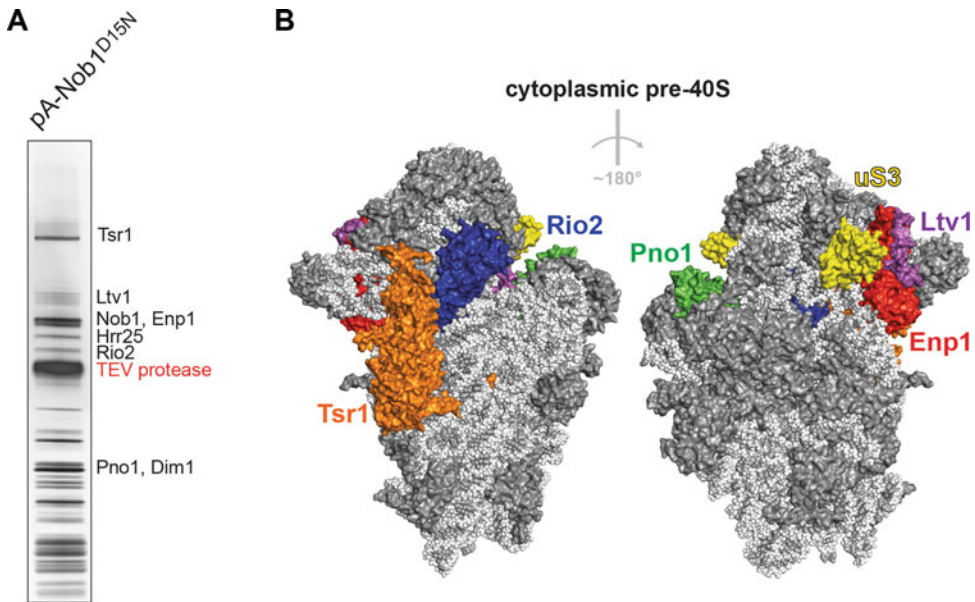 A
pA-Nob1D15N
Tsr1
Ltv1
Nob1, Enp1
Hrr25
Rio2
TEV protease
Pno1, Dim1
B
cytoplasmic pre-40S
~180°
Rio2
Tsr1
uS3
Ltv1
Pno1
Enp1